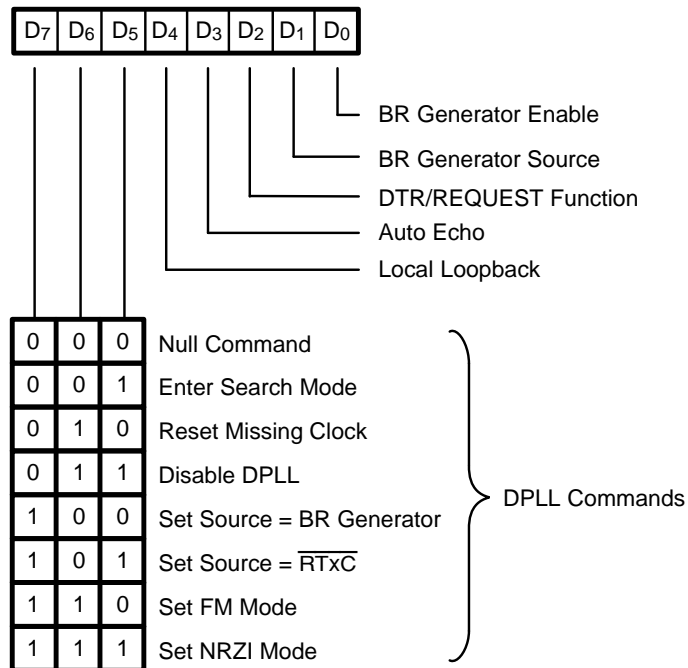 D7 D6 D5 D4 D3 D2 D1 D0
BR Generator Enable
BR Generator Source
DTR/REQUEST Function
Auto Echo
Local Loopback
0 0 0 Null Command
0 0 1 Enter Search Mode
0 1 0 Reset Missing Clock
0 1 1 Disable DPLL
1 0 0 Set Source = BR Generator
1 0 1 Set Source = RTxC
1 1 0 Set FM Mode
1 1 1 Set NRZI Mode
DPLL Commands